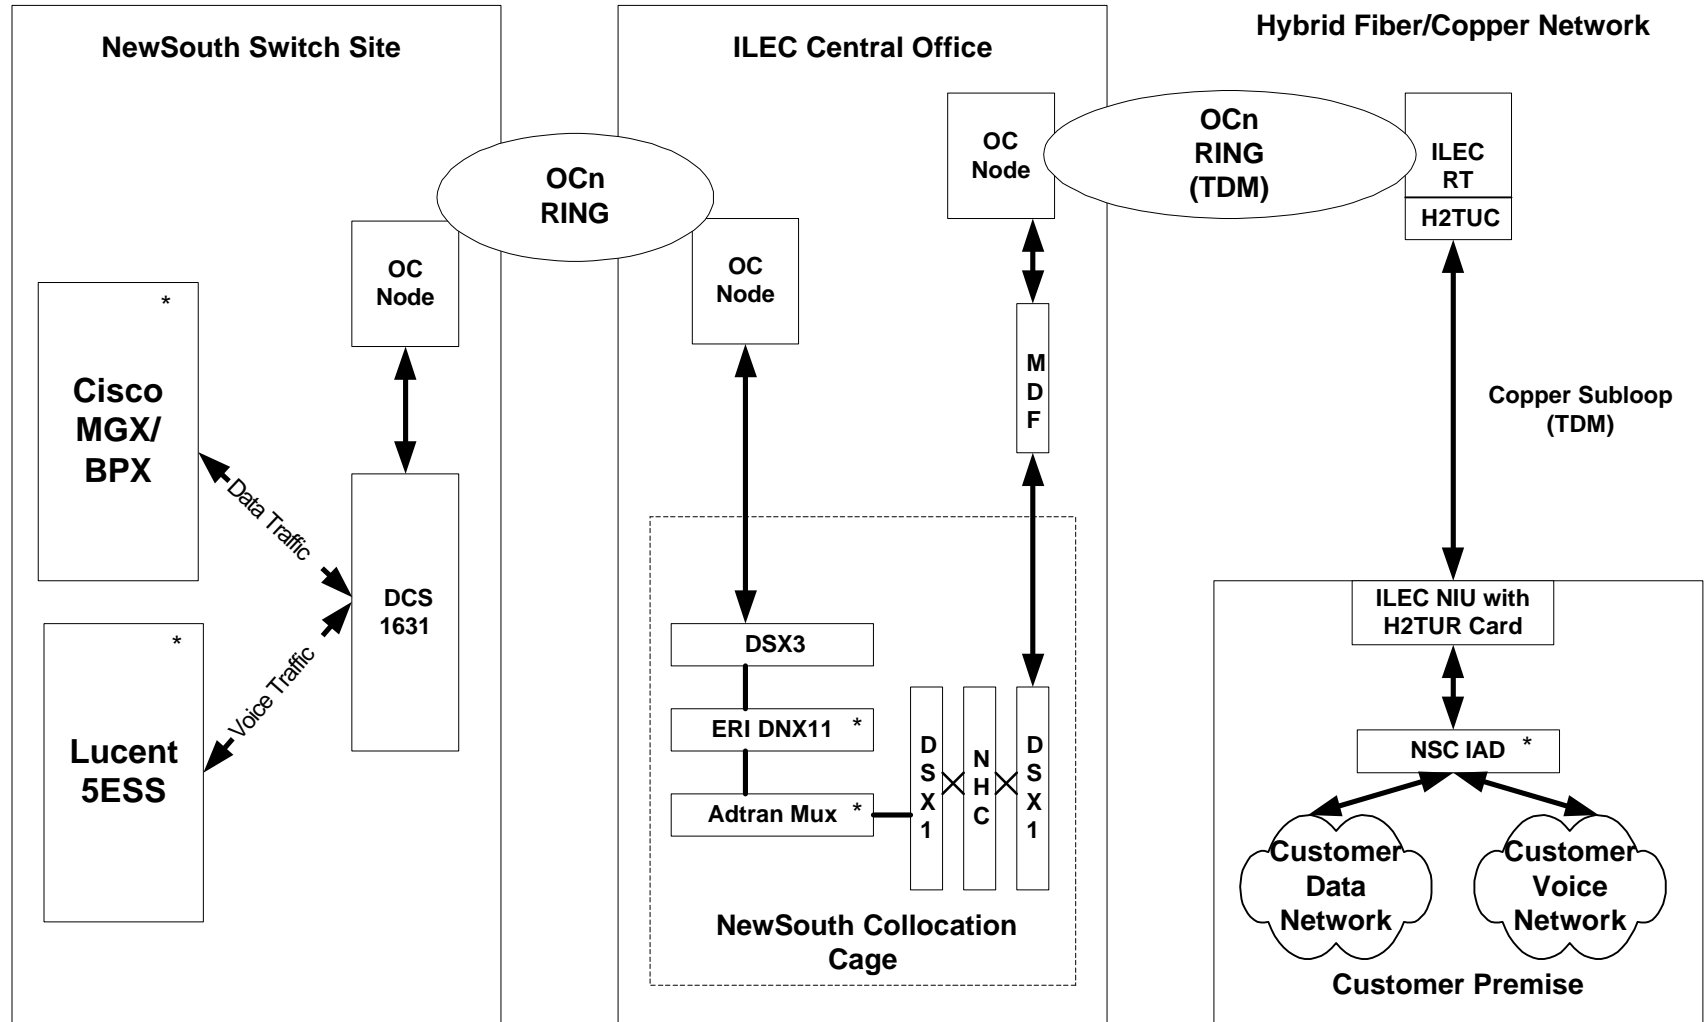 NewSouth Switch Site
ILEC Central Office
Hybrid Fiber/Copper Network
OCn
RING
OC
Node
OC
Node
OC
Node
OCn
RING
(TDM)
ILEC
RT
H2TUC
*
Cisco
MGX/
BPX
Data Traffic
*
Lucent
5ESS
Voice Traffic
DCS
1631
M
D
F
Copper Subloop
(TDM)
DSX3
ERI DNX11 *
Adtran Mux *
D
S
X
1
N
H
C
D
S
X
1
NewSouth Collocation
Cage
ILEC NIU with
H2TUR Card
NSC IAD *
Customer
Data
Network
Customer
Voice
Network
Customer Premise